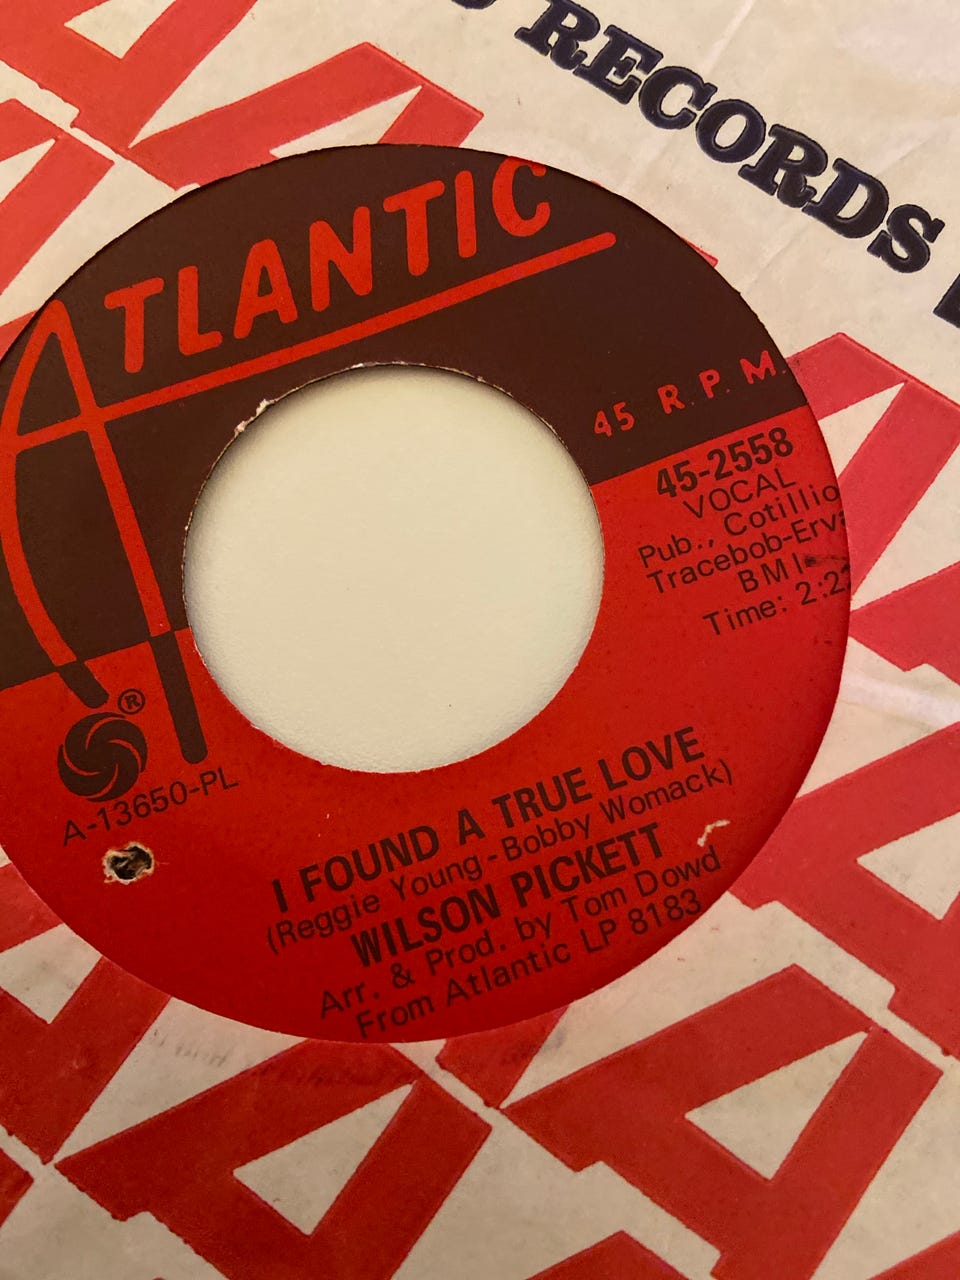 RECORDS
ATLANTIC
45 R.P.M.
45-2558
VOCAL
Pub., Cotillio
Tracebob-Erva
BMI
Time: 2:2
®
A-13650-PL
I FOUND A TRUE LOVE
(Reggie Young-Bobby Womack)
WILSON PICKETT
Arr. & Prod. by Tom Dowd
From Atlantic LP 8183